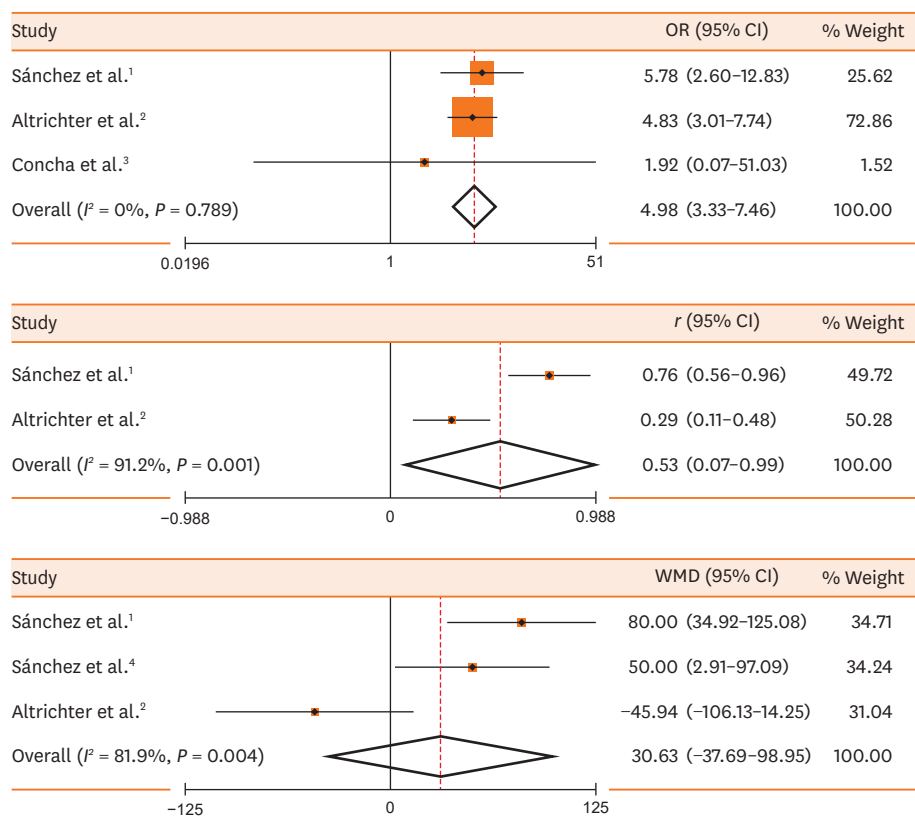 Study OR (95% CI) % Weight
Sánchez et al.¹ 5.78 (2.60–12.83) 25.62
Altrichter et al.² 4.83 (3.01–7.74) 72.86
Concha et al.³ 1.92 (0.07–51.03) 1.52
Overall (I² = 0%, P = 0.789) 4.98 (3.33–7.46) 100.00
0.0196 1 51
Study r (95% CI) % Weight
Sánchez et al.¹ 0.76 (0.56–0.96) 49.72
Altrichter et al.² 0.29 (0.11–0.48) 50.28
Overall (I² = 91.2%, P = 0.001) 0.53 (0.07–0.99) 100.00
−0.988 0 0.988
Study WMD (95% CI) % Weight
Sánchez et al.¹ 80.00 (34.92–125.08) 34.71
Sánchez et al.⁴ 50.00 (2.91–97.09) 34.24
Altrichter et al.² −45.94 (−106.13–14.25) 31.04
Overall (I² = 81.9%, P = 0.004) 30.63 (−37.69–98.95) 100.00
−125 0 125